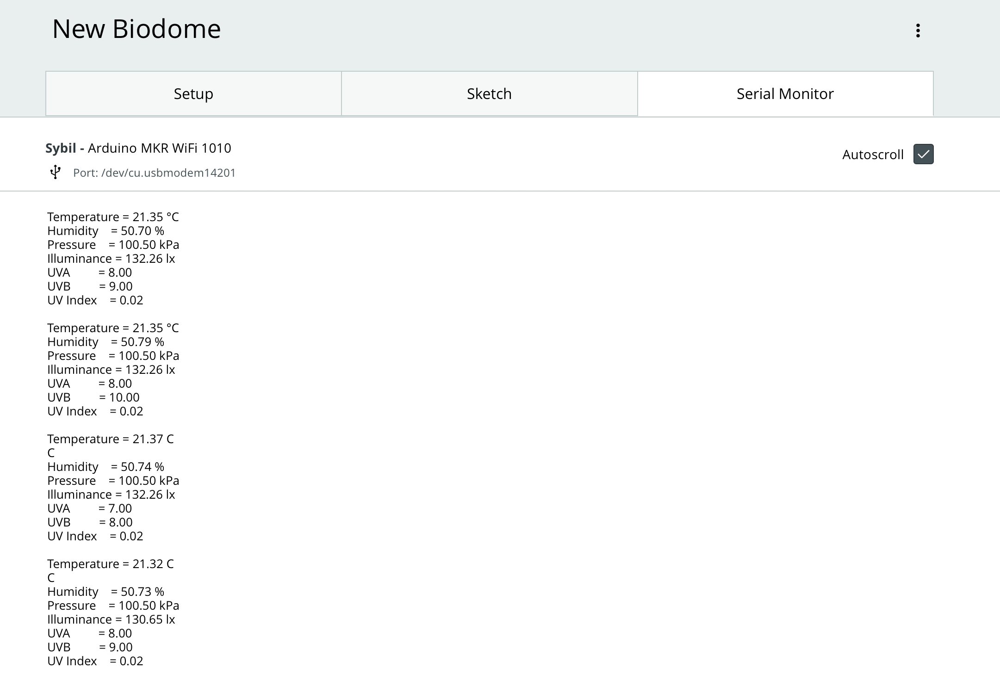 New Biodome
Setup
Sketch
Serial Monitor
Sybil - Arduino MKR WiFi 1010
Autoscroll
Port: /dev/cu.usbmodem14201
Temperature = 21.35 °C
Humidity    = 50.70 %
Pressure    = 100.50 kPa
Illuminance = 132.26 lx
UVA         = 8.00
UVB         = 9.00
UV Index    = 0.02
Temperature = 21.35 °C
Humidity    = 50.79 %
Pressure    = 100.50 kPa
Illuminance = 132.26 lx
UVA         = 8.00
UVB         = 10.00
UV Index    = 0.02
Temperature = 21.37 C
C
Humidity    = 50.74 %
Pressure    = 100.50 kPa
Illuminance = 132.26 lx
UVA         = 7.00
UVB         = 8.00
UV Index    = 0.02
Temperature = 21.32 C
C
Humidity    = 50.73 %
Pressure    = 100.50 kPa
Illuminance = 130.65 lx
UVA         = 8.00
UVB         = 9.00
UV Index    = 0.02